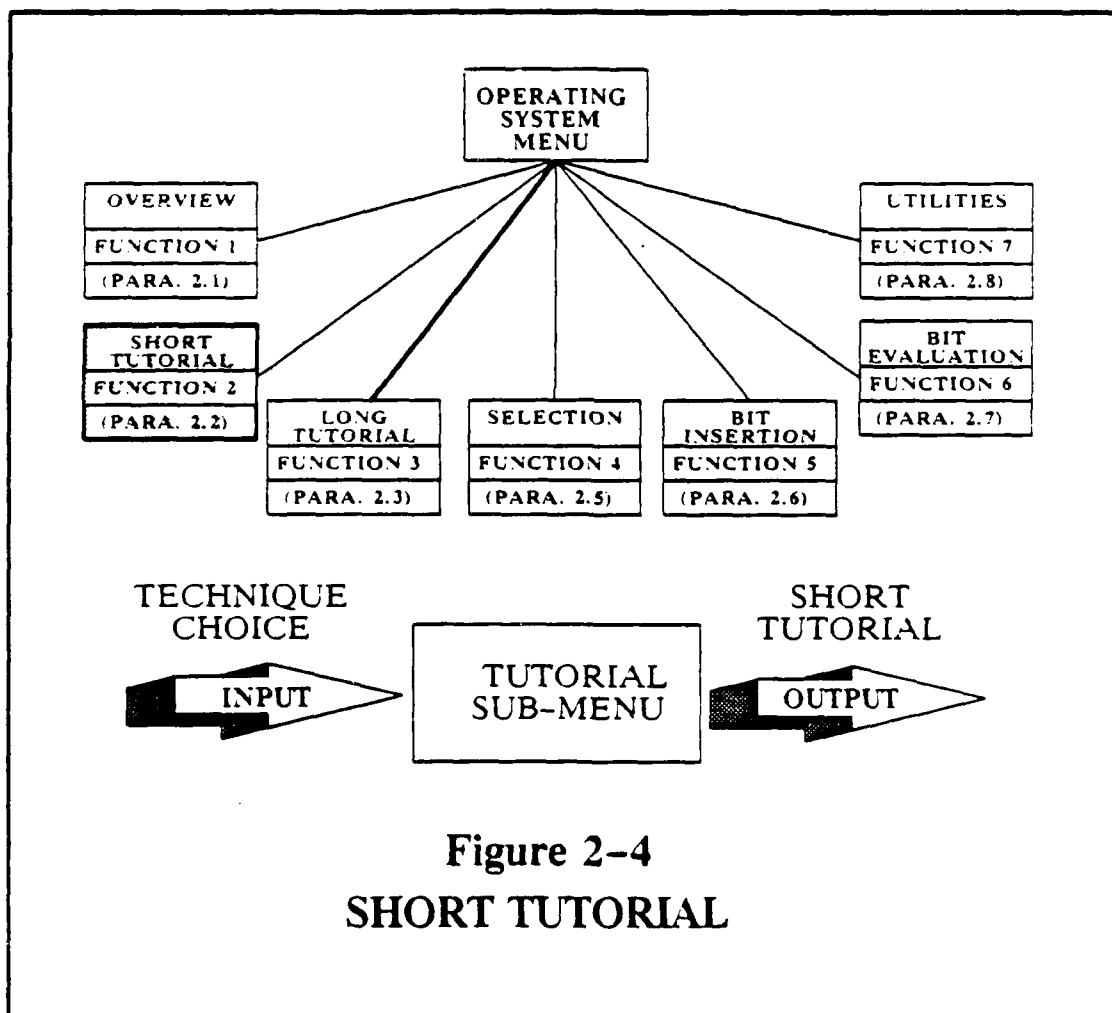 OPERATING
SYSTEM
MENU
OVERVIEW
FUNCTION 1
(PARA. 2.1)
UTILITIES
FUNCTION 7
(PARA. 2.8)
SHORT
TUTORIAL
FUNCTION 2
(PARA. 2.2)
BIT
EVALUATION
FUNCTION 6
(PARA. 2.7)
LONG
TUTORIAL
FUNCTION 3
(PARA. 2.3)
SELECTION
FUNCTION 4
(PARA. 2.5)
BIT
INSERTION
FUNCTION 5
(PARA. 2.6)
TECHNIQUE
CHOICE
INPUT
TUTORIAL
SUB-MENU
SHORT
TUTORIAL
OUTPUT
Figure 2-4
SHORT TUTORIAL